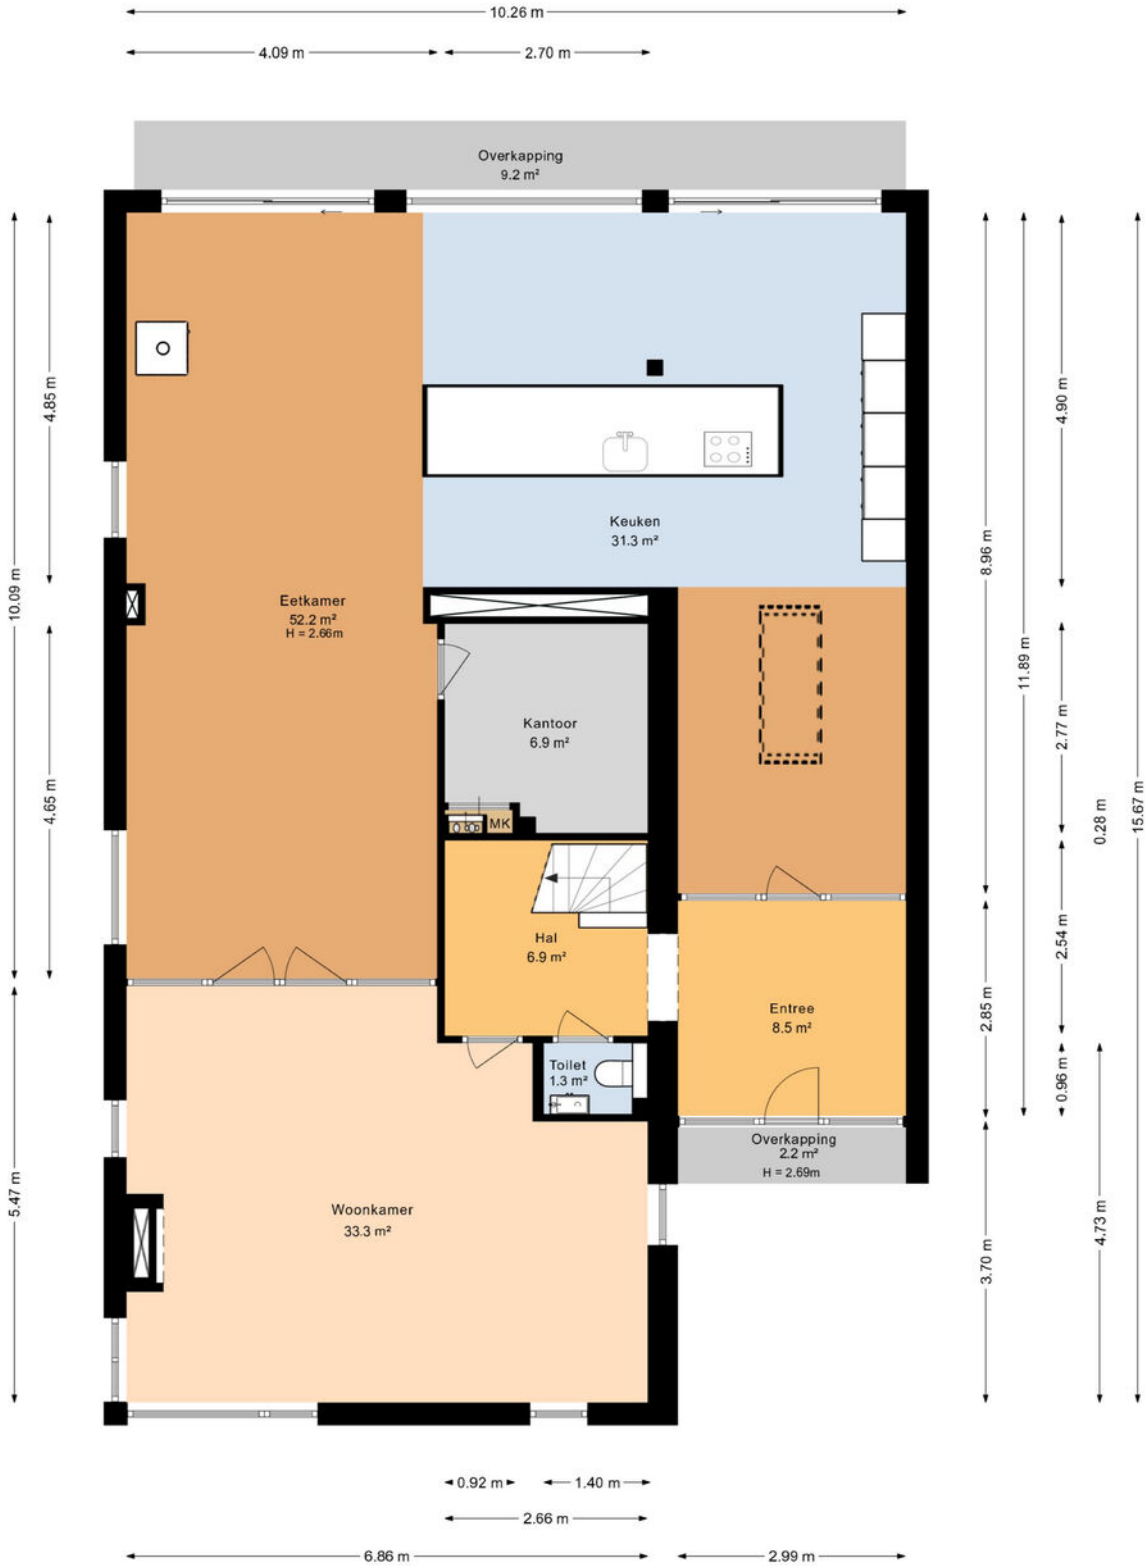 10.26 m
4.09 m
2.70 m
Overkapping
9.2 m²
10.09 m
4.85 m
4.65 m
5.47 m
Eetkamer
52.2 m²
H = 2.66m
Keuken
31.3 m²
Kantoor
6.9 m²
MK
Hal
6.9 m²
Entree
8.5 m²
Toilet
1.3 m²
Overkapping
2.2 m²
H = 2.69m
Woonkamer
33.3 m²
8.96 m
2.85 m
3.70 m
11.89 m
4.90 m
2.77 m
2.54 m
0.96 m
0.28 m
4.73 m
15.67 m
0.92 m
1.40 m
2.66 m
6.86 m
2.99 m